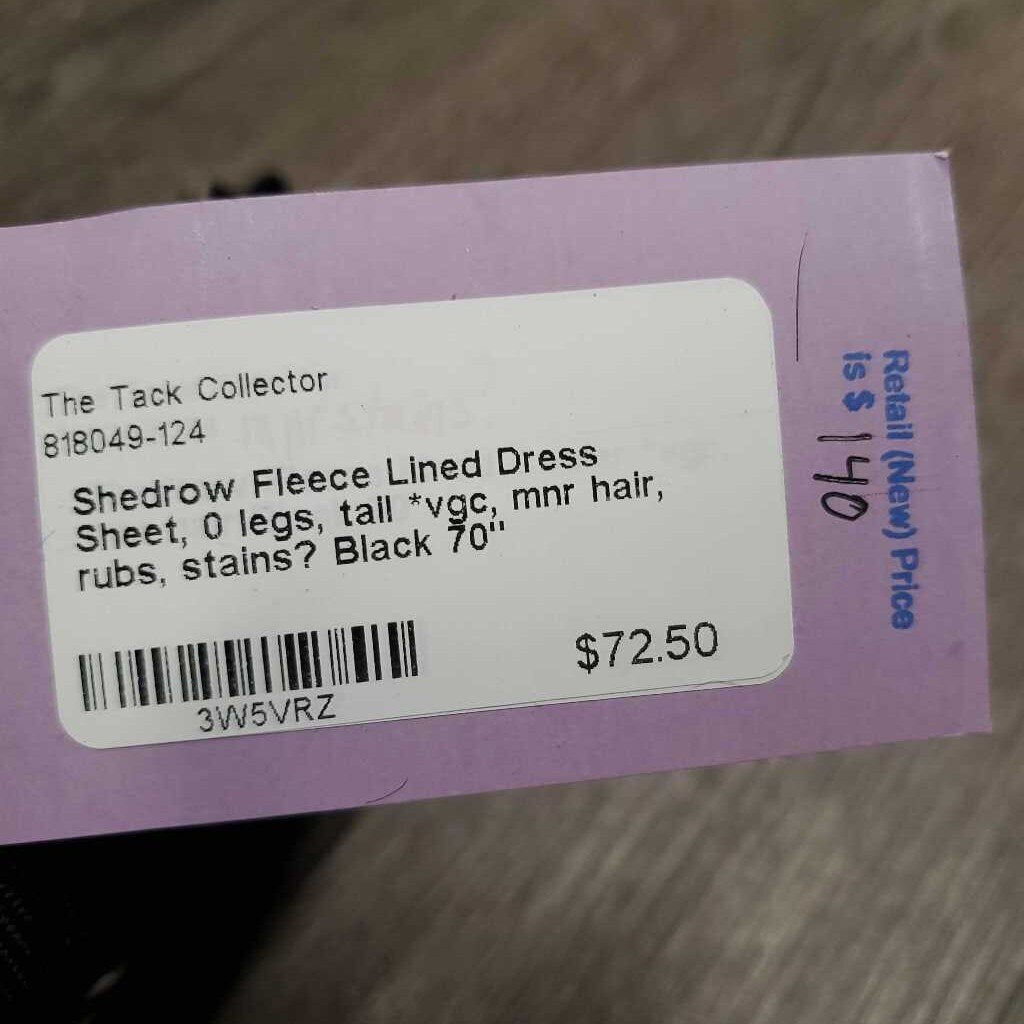 The Tack Collector
818049-124
Shedrow Fleece Lined Dress
Sheet, 0 legs, tail *vgc, mnr hair,
rubs, stains? Black 70"
3W5VRZ
$72.50
Retail (New) Price
is $ 140